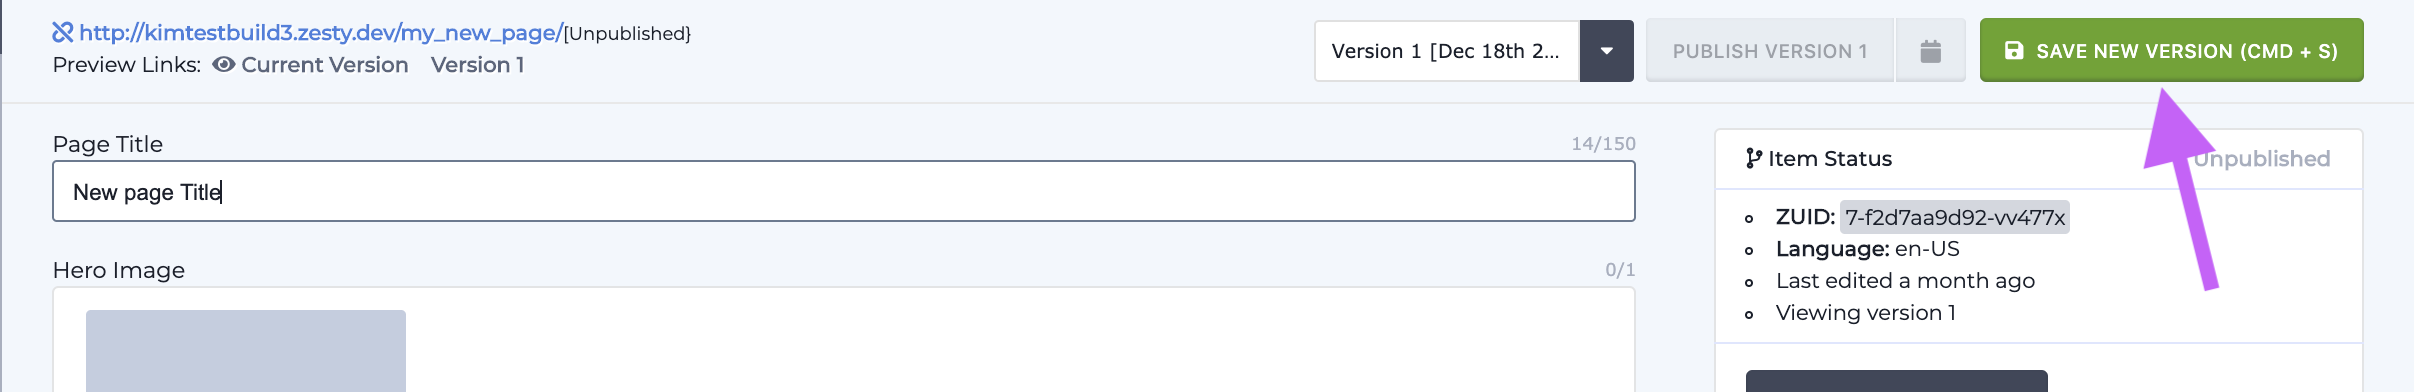 http://kimtestbuild3.zesty.dev/my_new_page/[Unpublished}
Preview Links: Current Version Version 1
Version 1 [Dec 18th 2...
PUBLISH VERSION 1
SAVE NEW VERSION (CMD + S)
Page Title
14/150
New page Title
Hero Image
0/1
Item Status
Unpublished
ZUID: 7-f2d7aa9d92-vv477x
Language: en-US
Last edited a month ago
Viewing version 1